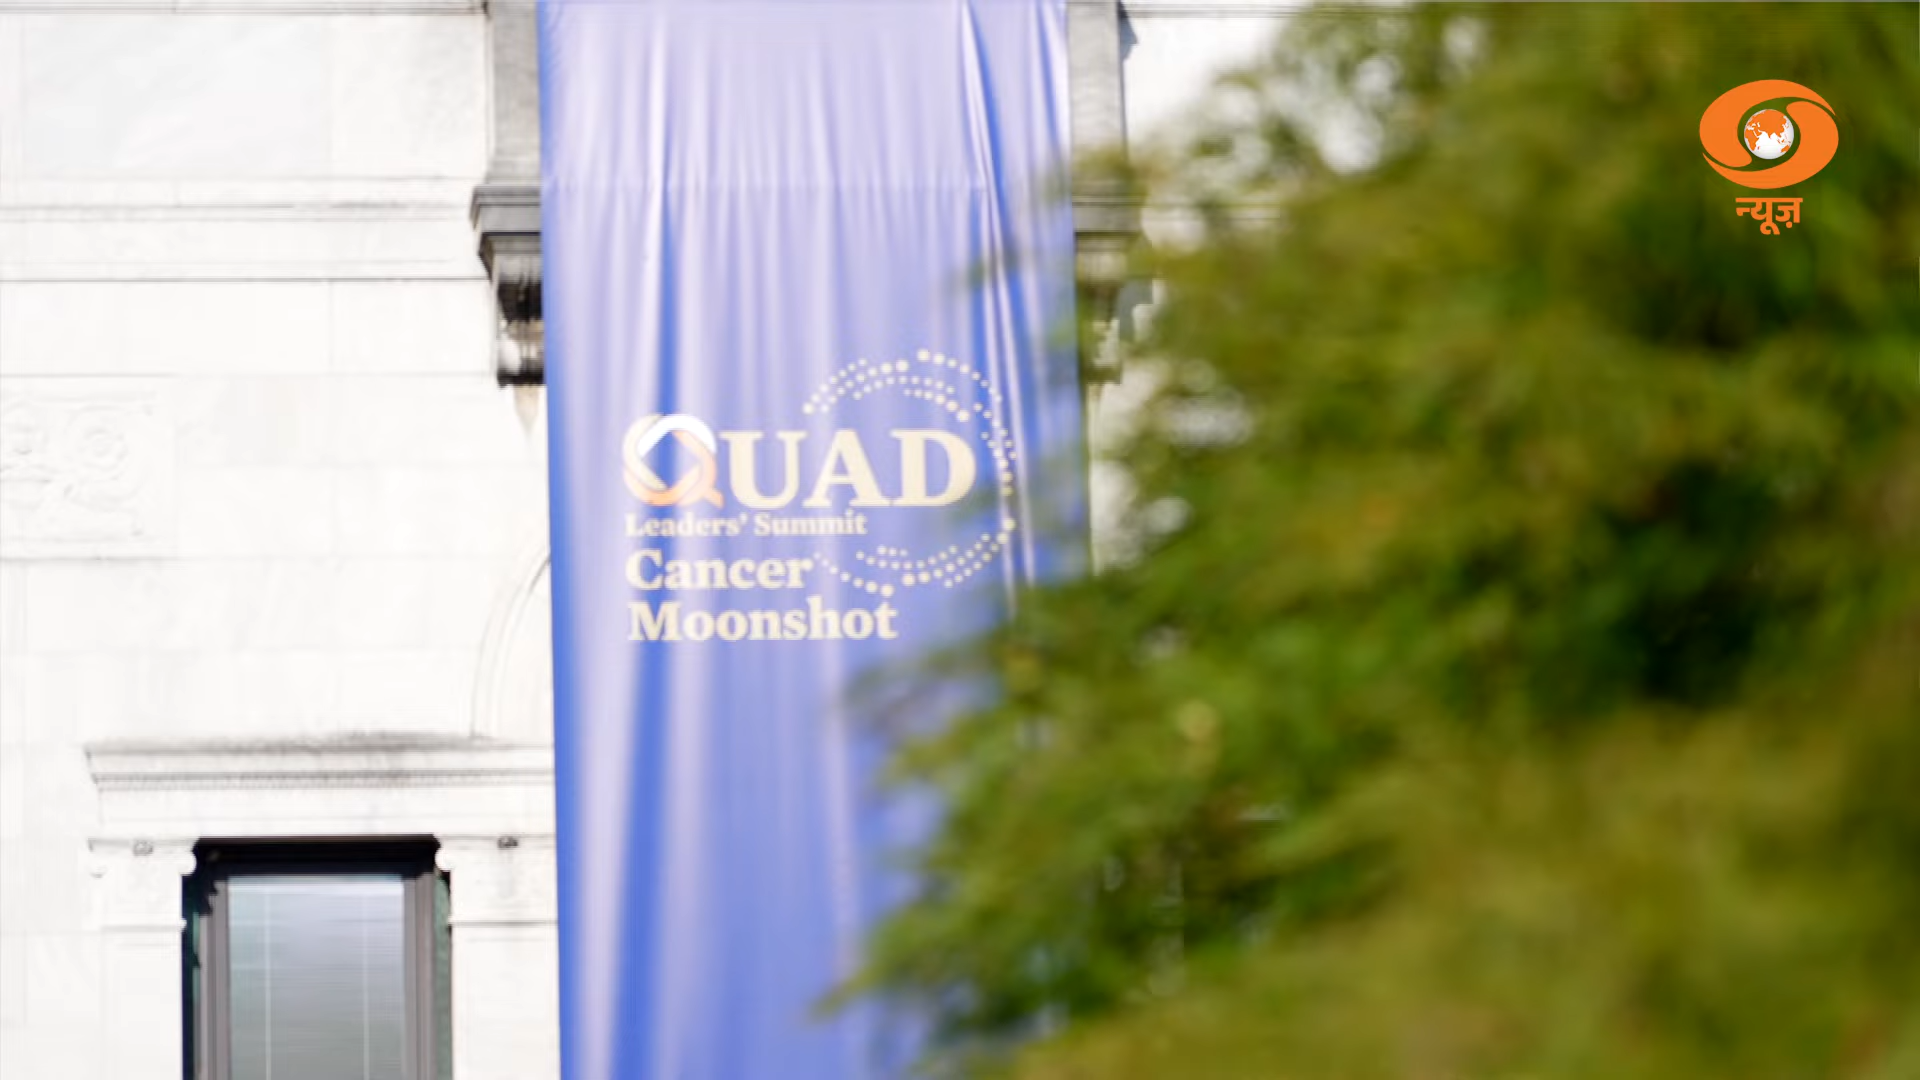 न्यूज़
QUAD
Leaders' Summit
Cancer
Moonshot